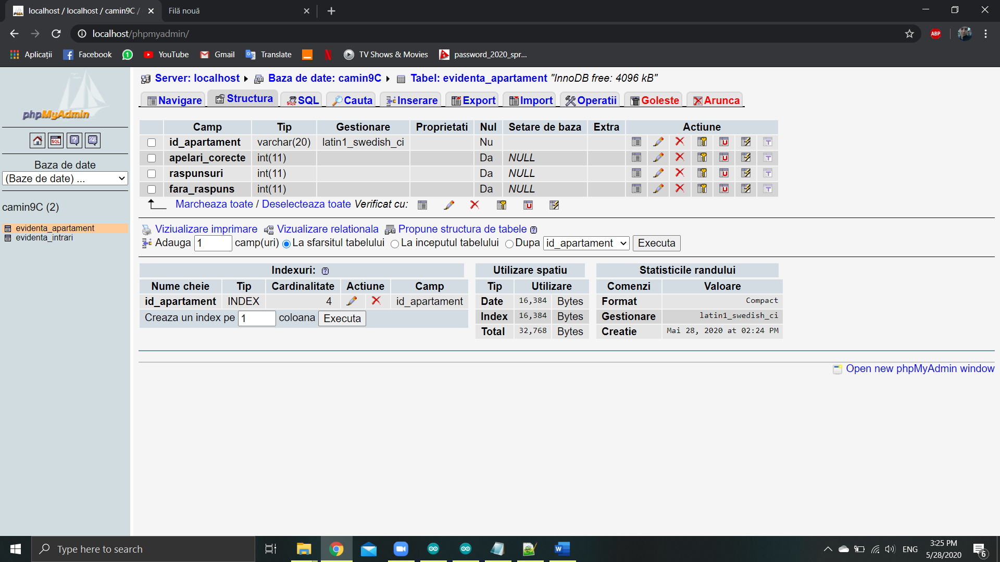 localhost / localhost / camin9C /
Filă nouă
localhost/phpmyadmin/
ABP
Aplicații
Facebook
1
YouTube
Gmail
Translate
TV Shows & Movies
password_2020_spr...
phpMyAdmin
Server: localhost
Baza de date: camin9C
Tabel: evidenta_apartament "InnoDB free: 4096 kB"
Navigare
Structura
SQL
Cauta
Inserare
Export
Import
Operatii
Goleste
Arunca
Baza de date
(Baze de date) ...
camin9C (2)
evidenta_apartament
evidenta_intrari
Camp Tip Gestionare Proprietati Nul Setare de baza Extra Actiune
id_apartament varchar(20) latin1_swedish_ci Nu
apelari_corecte int(11) Da NULL
raspunsuri int(11) Da NULL
fara_raspuns int(11) Da NULL
Marcheaza toate / Deselecteaza toate Verificat cu:
Viziualizare imprimare Vizualizare relationala Propune structura de tabele
Adauga 1 camp(uri) La sfarsitul tabelului La inceputul tabelului Dupa id_apartament Executa
Indexuri:
Nume cheie Tip Cardinalitate Actiune Camp
id_apartament INDEX 4 id_apartament
Creaza un index pe 1 coloana Executa
Utilizare spatiu
Tip Utilizare
Date 16,384 Bytes
Index 16,384 Bytes
Total 32,768 Bytes
Statisticile randului
Comenzi Valoare
Format Compact
Gestionare latin1_swedish_ci
Creatie Mai 28, 2020 at 02:24 PM
Open new phpMyAdmin window
Type here to search
ENG
3:25 PM
5/28/2020
6